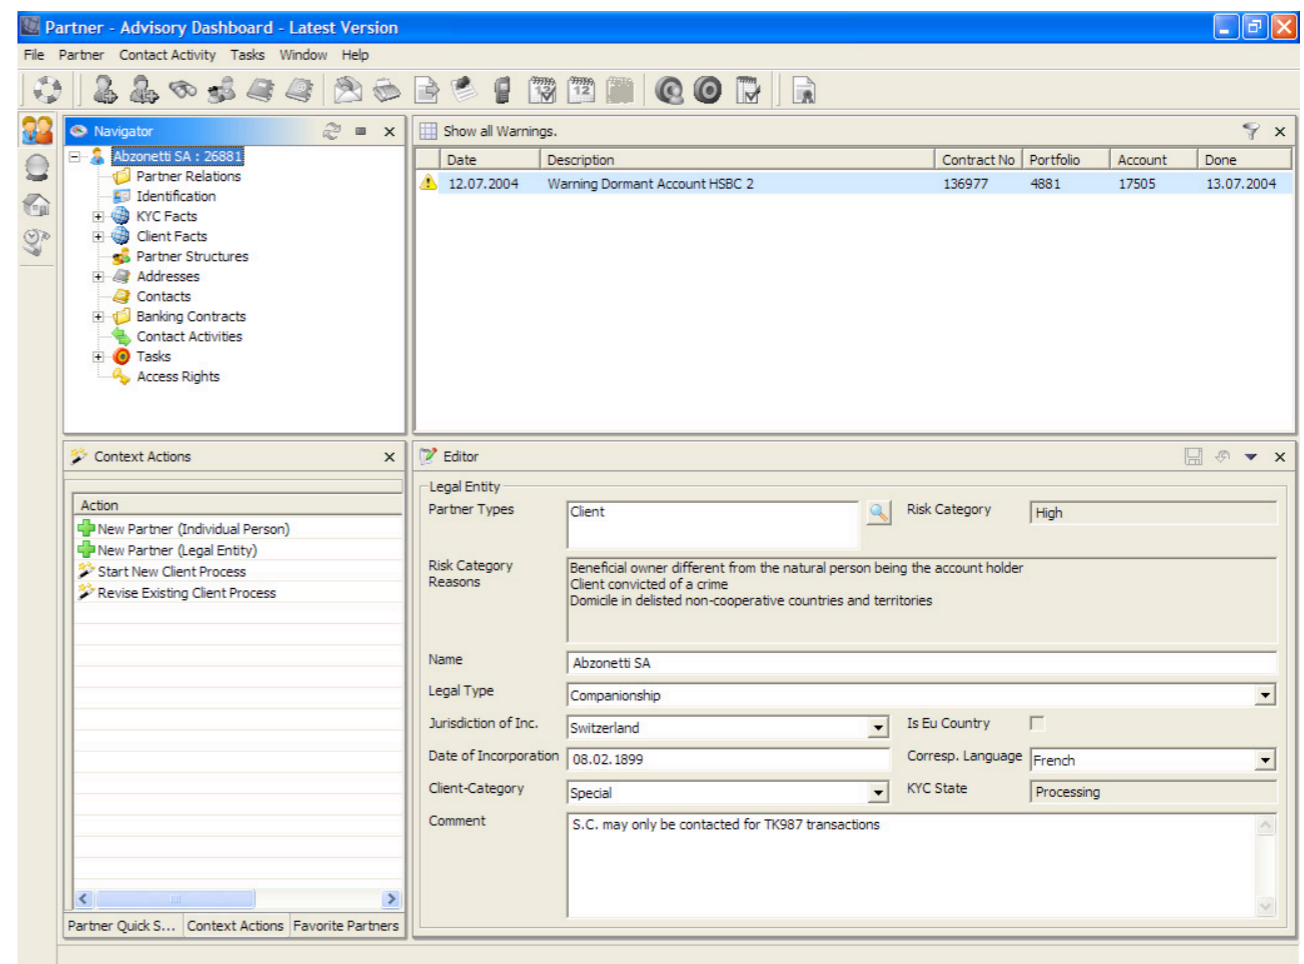 Partner - Advisory Dashboard - Latest Version
File Partner Contact Activity Tasks Window Help
12 12
Navigator
Abzonetti SA : 26881
Partner Relations
Identification
KYC Facts
Client Facts
Partner Structures
Addresses
Contacts
Banking Contracts
Contact Activities
Tasks
Access Rights
Show all Warnings.
Date Description Contract No Portfolio Account Done
12.07.2004 Warning Dormant Account HSBC 2 136977 4881 17505 13.07.2004
Context Actions
Action
New Partner (Individual Person)
New Partner (Legal Entity)
Start New Client Process
Revise Existing Client Process
Partner Quick S... Context Actions Favorite Partners
Editor
Legal Entity
Partner Types Client Risk Category High
Risk Category Reasons
Beneficial owner different from the natural person being the account holder
Client convicted of a crime
Domicile in delisted non-cooperative countries and territories
Name Abzonetti SA
Legal Type Companionship
Jurisdiction of Inc. Switzerland Is Eu Country
Date of Incorporation 08.02.1899 Corresp. Language French
Client-Category Special KYC State Processing
Comment S.C. may only be contacted for TK987 transactions